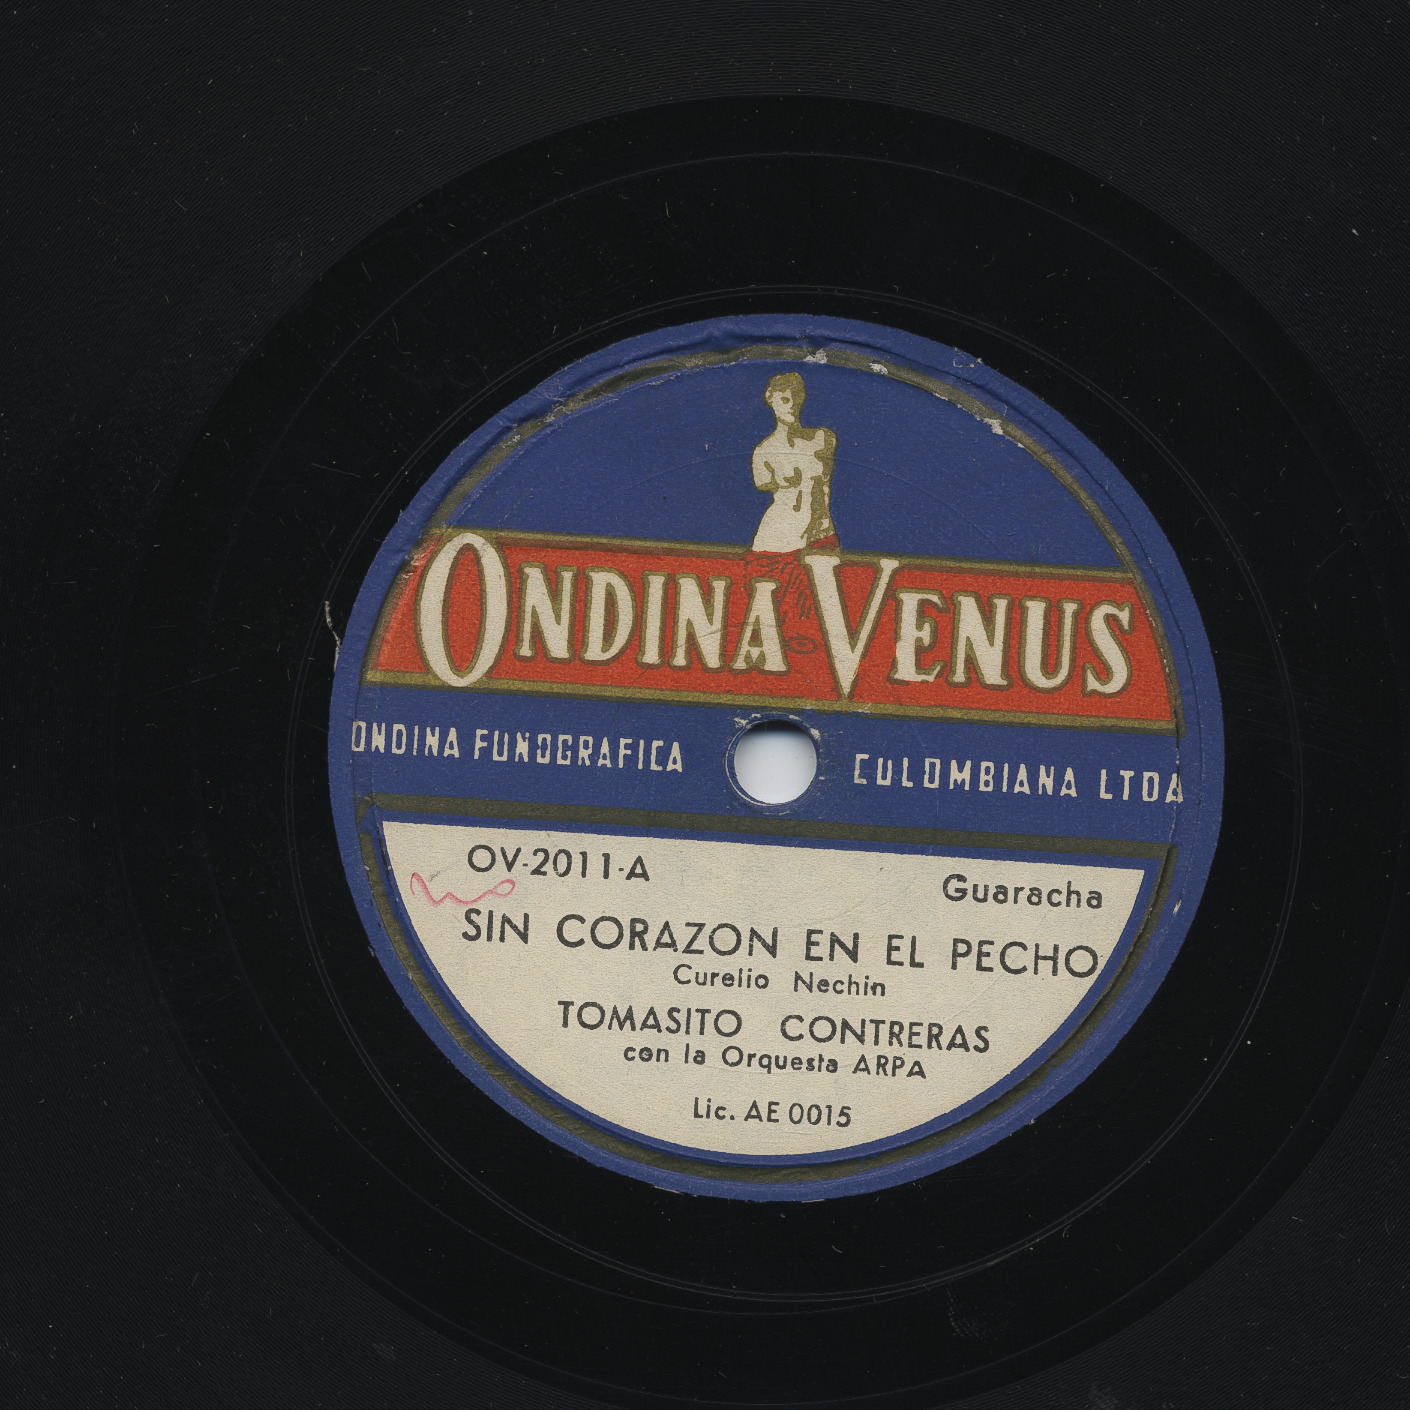 ONDINA VENUS
ONDINA FONOGRAFICA COLOMBIANA LTDA
OV-2011-A
Guaracha
SIN CORAZON EN EL PECHO
Curelio Nechin
TOMASITO CONTRERAS
con la Orquesta ARPA
Lic. AE 0015